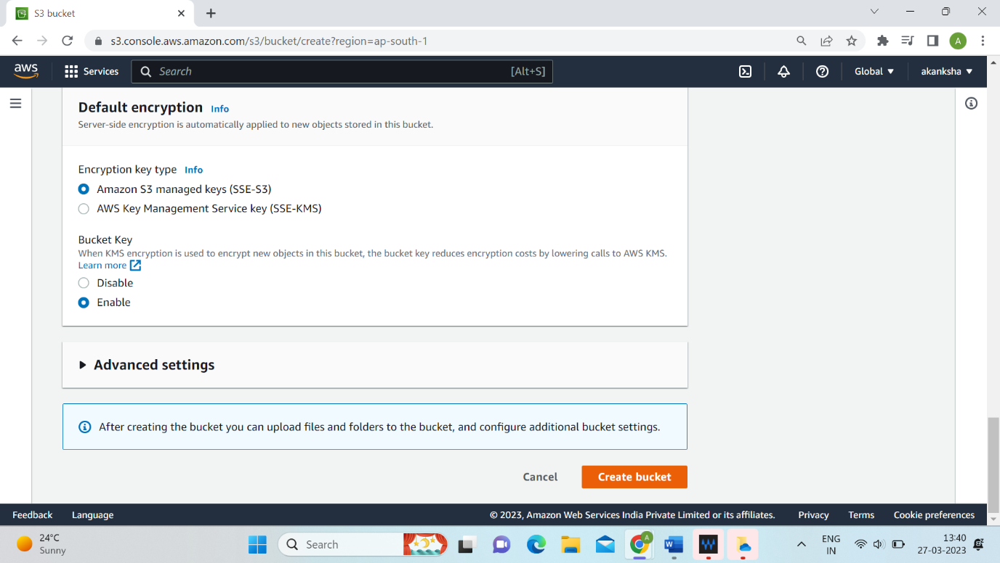 S3 bucket
s3.console.aws.amazon.com/s3/bucket/create?region=ap-south-1
A
aws
Services
Search
[Alt+S]
Global
akanksha
Default encryption Info
Server-side encryption is automatically applied to new objects stored in this bucket.
Encryption key type Info
Amazon S3 managed keys (SSE-S3)
AWS Key Management Service key (SSE-KMS)
Bucket Key
When KMS encryption is used to encrypt new objects in this bucket, the bucket key reduces encryption costs by lowering calls to AWS KMS.
Learn more
Disable
Enable
Advanced settings
After creating the bucket you can upload files and folders to the bucket, and configure additional bucket settings.
Cancel
Create bucket
Feedback
Language
© 2023, Amazon Web Services India Private Limited or its affiliates.
Privacy
Terms
Cookie preferences
24°C
Sunny
Search
A
W
ENG
IN
13:40
27-03-2023